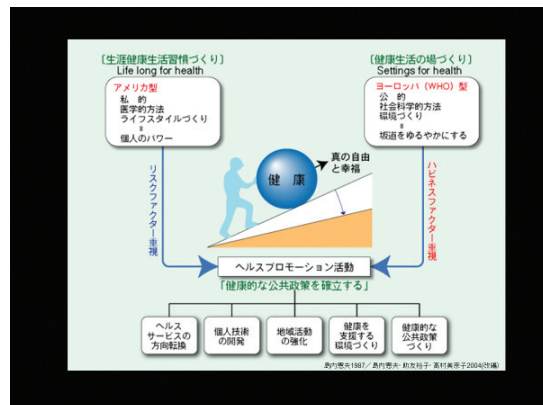 〔生涯健康生活習慣づくり〕
Life long for health
アメリカ型
私 的
医学的方法
ライフスタイルづくり
=
個人のパワー
〔健康生活の場づくり〕
Settings for health
ヨーロッパ（WHO）型
公 的
社会科学的方法
環境づくり
=
坂道をゆるやかにする
リスクファクター重視
健 康
真の自由
と幸福
ハピネスファクター重視
ヘルスプロモーション活動
「健康的な公共政策を確立する」
ヘルス
サービスの
方向転換
個人技術
の開発
地域活動
の強化
健康を
支援する
環境づくり
健康的な
公共政策
づくり
島内憲夫1987／島内憲夫・助友裕子・高村美奈子2004(改編)